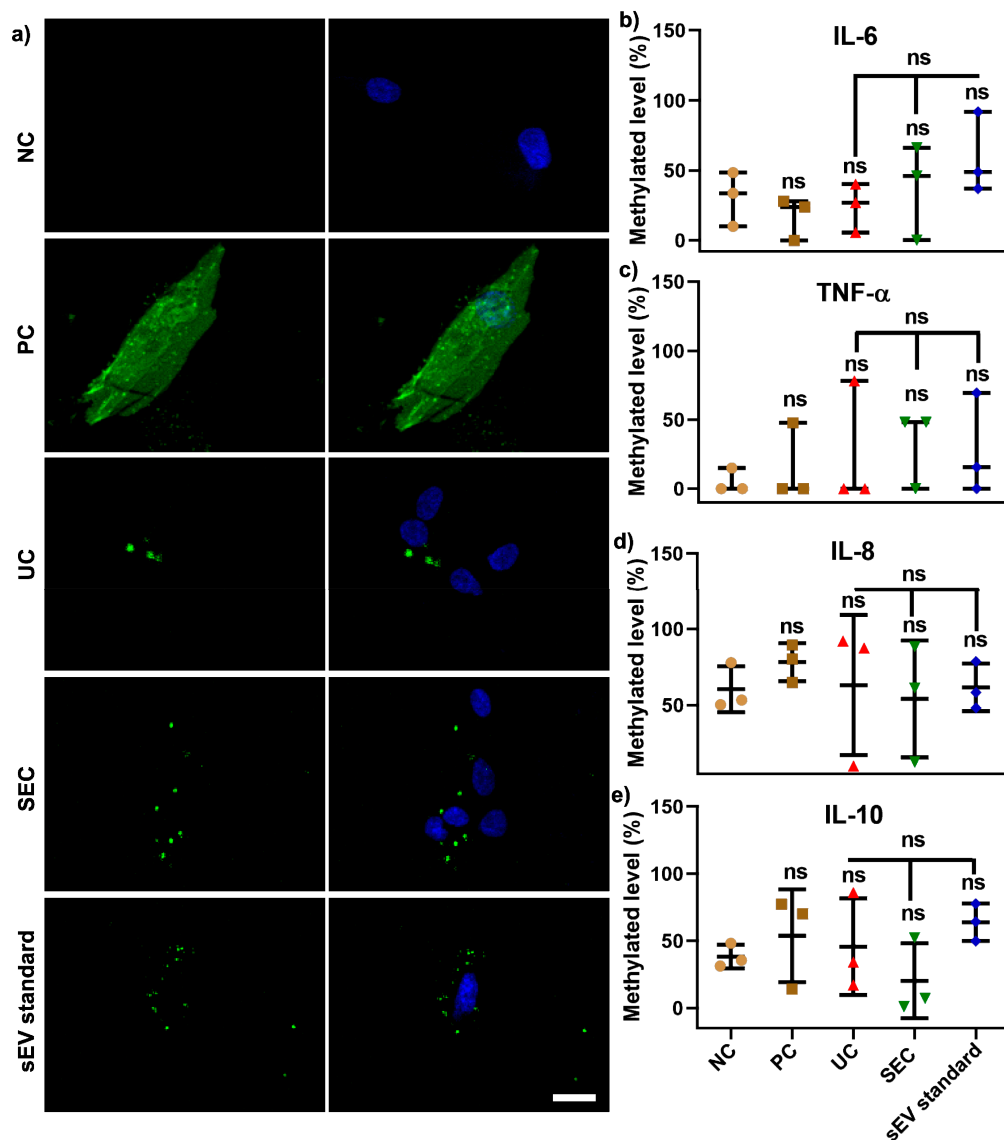 a)
NC
PC
UC
SEC
sEV standard
b)
IL-6
Methylated level (%)
150
100
50
0
ns
ns
ns
ns
ns
c)
TNF-α
Methylated level (%)
150
100
50
0
ns
ns
ns
ns
ns
d)
IL-8
Methylated level (%)
150
100
50
ns
ns
ns
ns
ns
e)
IL-10
Methylated level (%)
150
100
50
0
ns
ns
ns
ns
ns
NC
PC
UC
SEC
sEV standard